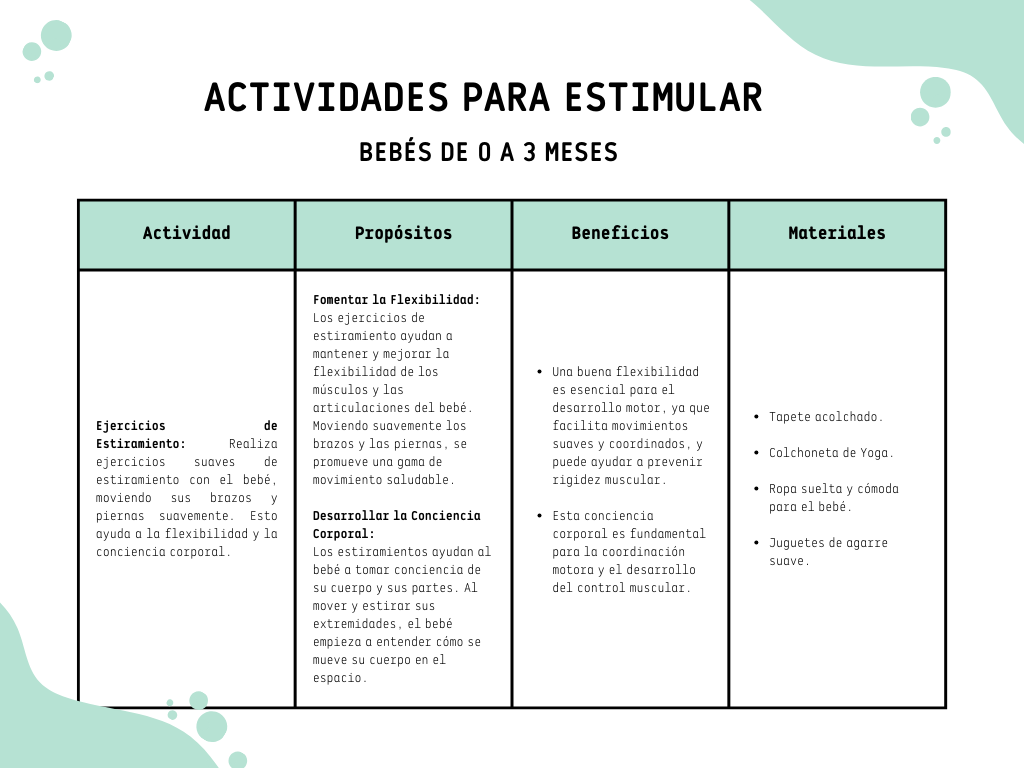 ACTIVIDADES PARA ESTIMULAR
BEBÉS DE 0 A 3 MESES
Actividad
Propósitos
Beneficios
Materiales
Ejercicios de
Estiramiento: Realiza
ejercicios suaves de
estiramiento con el bebé,
moviendo sus brazos y
piernas suavemente. Esto
ayuda a la flexibilidad y la
conciencia corporal.
Fomentar la Flexibilidad:
Los ejercicios de
estiramiento ayudan a
mantener y mejorar la
flexibilidad de los
músculos y las
articulaciones del bebé.
Moviendo suavemente los
brazos y las piernas, se
promueve una gama de
movimiento saludable.
Desarrollar la Conciencia
Corporal:
Los estiramientos ayudan al
bebé a tomar conciencia de
su cuerpo y sus partes. Al
mover y estirar sus
extremidades, el bebé
empieza a entender cómo se
mueve su cuerpo en el
espacio.
• Una buena flexibilidad
es esencial para el
desarrollo motor, ya que
facilita movimientos
suaves y coordinados, y
puede ayudar a prevenir
rigidez muscular.
• Esta conciencia
corporal es fundamental
para la coordinación
motora y el desarrollo
del control muscular.
• Tapete acolchado.
• Colchoneta de Yoga.
• Ropa suelta y cómoda
para el bebé.
• Juguetes de agarre
suave.